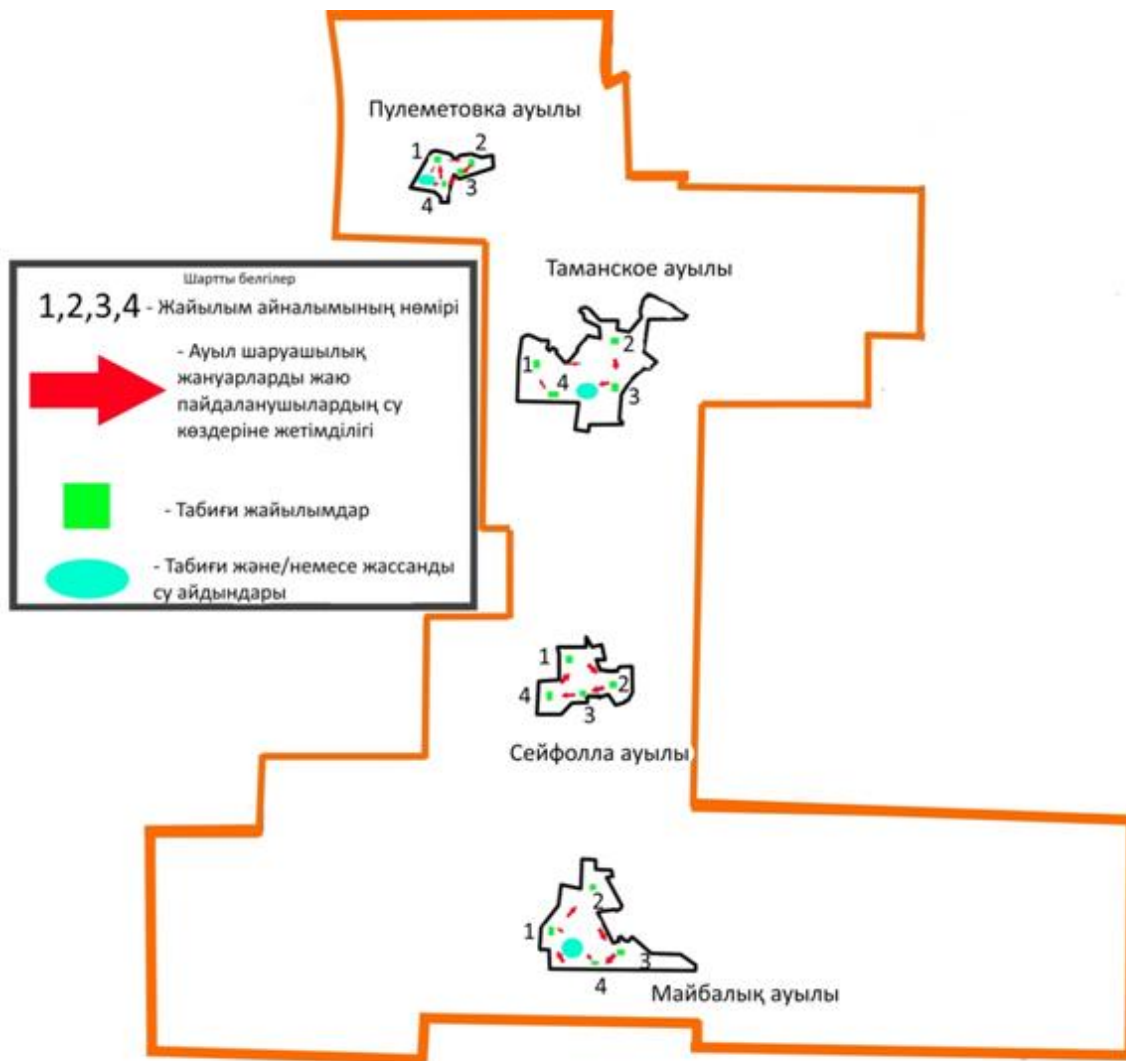 Пулеметовка ауылы
1
2
3
4
Таманское ауылы
1
2
3
4
Шартты белгілер
1,2,3,4 - Жайылым айналымының нөмірі
- Ауыл шаруашылық
жануарларды жаю
пайдаланушылардың су
көздеріне жетімділігі
- Табиғи жайылымдар
- Табиғи және/немесе жассанды
су айдындары
1
2
3
4
Сейфолла ауылы
1
2
3
4
Майбалық ауылы